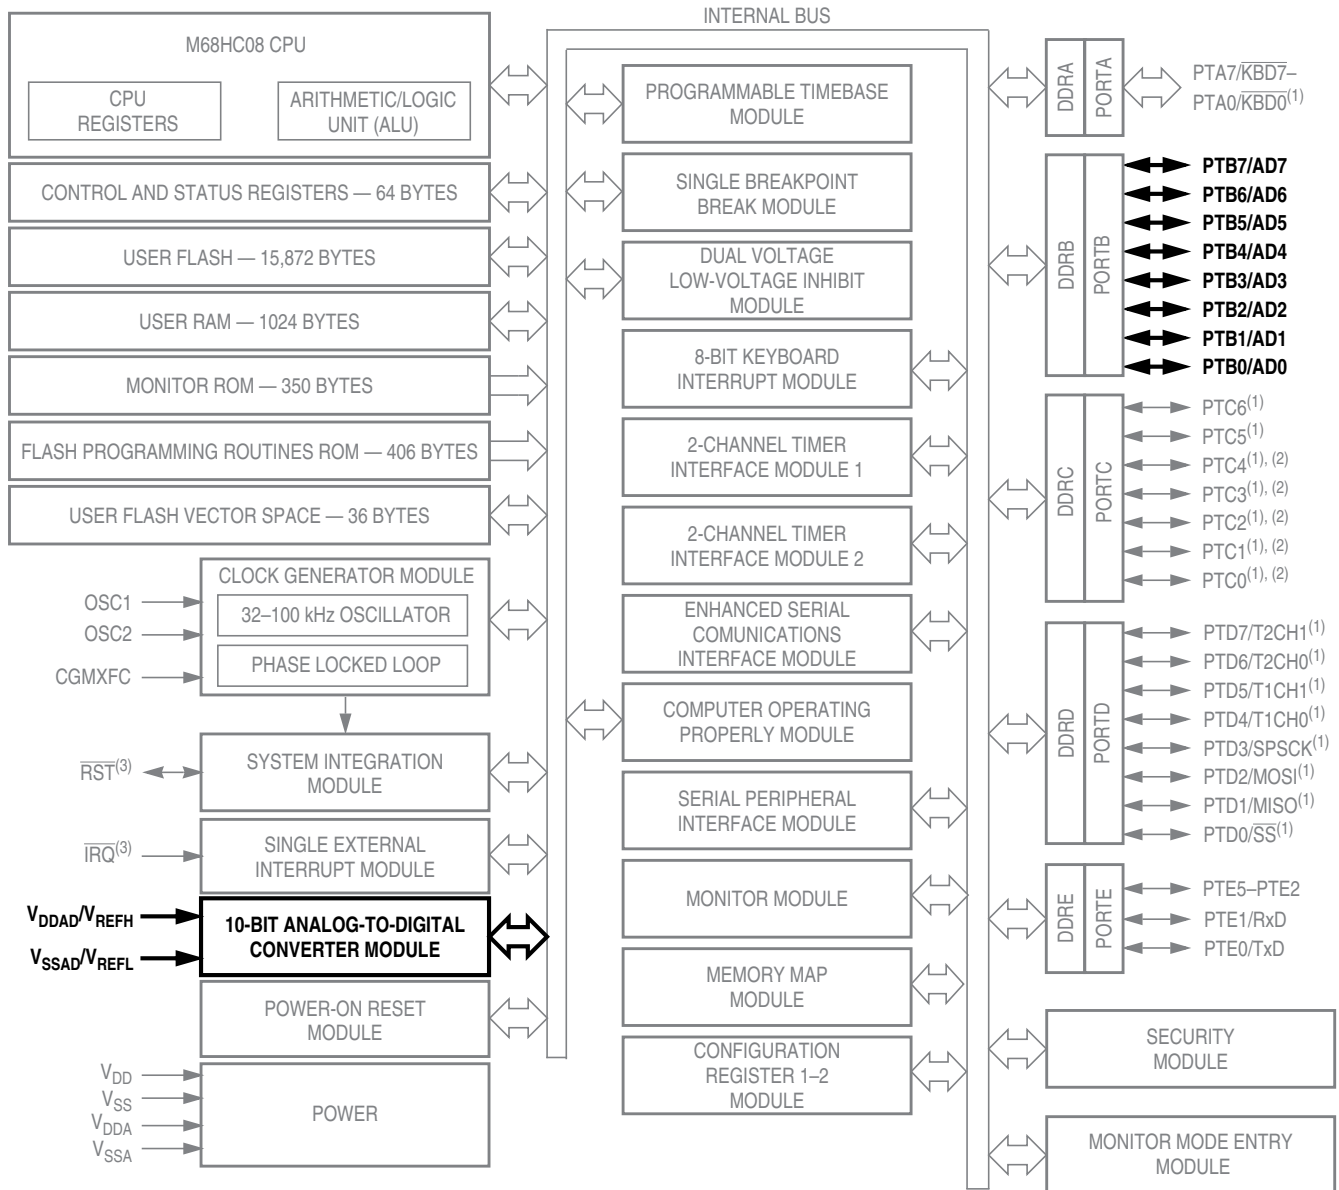 INTERNAL BUS
M68HC08 CPU
CPU
REGISTERS
ARITHMETIC/LOGIC
UNIT (ALU)
CONTROL AND STATUS REGISTERS — 64 BYTES
USER FLASH — 15,872 BYTES
USER RAM — 1024 BYTES
MONITOR ROM — 350 BYTES
FLASH PROGRAMMING ROUTINES ROM — 406 BYTES
USER FLASH VECTOR SPACE — 36 BYTES
CLOCK GENERATOR MODULE
32–100 kHz OSCILLATOR
PHASE LOCKED LOOP
OSC1
OSC2
CGMXFC
SYSTEM INTEGRATION
MODULE
RST(3)
SINGLE EXTERNAL
INTERRUPT MODULE
IRQ(3)
10-BIT ANALOG-TO-DIGITAL
CONVERTER MODULE
VDDAD/VREFH
VSSAD/VREFL
POWER-ON RESET
MODULE
POWER
VDD
VSS
VDDA
VSSA
PROGRAMMABLE TIMEBASE
MODULE
SINGLE BREAKPOINT
BREAK MODULE
DUAL VOLTAGE
LOW-VOLTAGE INHIBIT
MODULE
8-BIT KEYBOARD
INTERRUPT MODULE
2-CHANNEL TIMER
INTERFACE MODULE 1
2-CHANNEL TIMER
INTERFACE MODULE 2
ENHANCED SERIAL
COMUNICATIONS
INTERFACE MODULE
COMPUTER OPERATING
PROPERLY MODULE
SERIAL PERIPHERAL
INTERFACE MODULE
MONITOR MODULE
MEMORY MAP
MODULE
CONFIGURATION
REGISTER 1–2
MODULE
DDRA
PORTA
PTA7/KBD7–
PTA0/KBD0(1)
DDRB
PORTB
PTB7/AD7
PTB6/AD6
PTB5/AD5
PTB4/AD4
PTB3/AD3
PTB2/AD2
PTB1/AD1
PTB0/AD0
DDRC
PORTC
PTC6(1)
PTC5(1)
PTC4(1), (2)
PTC3(1), (2)
PTC2(1), (2)
PTC1(1), (2)
PTC0(1), (2)
DDRD
PORTD
PTD7/T2CH1(1)
PTD6/T2CH0(1)
PTD5/T1CH1(1)
PTD4/T1CH0(1)
PTD3/SPSCK(1)
PTD2/MOSI(1)
PTD1/MISO(1)
PTD0/SS(1)
DDRE
PORTE
PTE5–PTE2
PTE1/RxD
PTE0/TxD
SECURITY
MODULE
MONITOR MODE ENTRY
MODULE